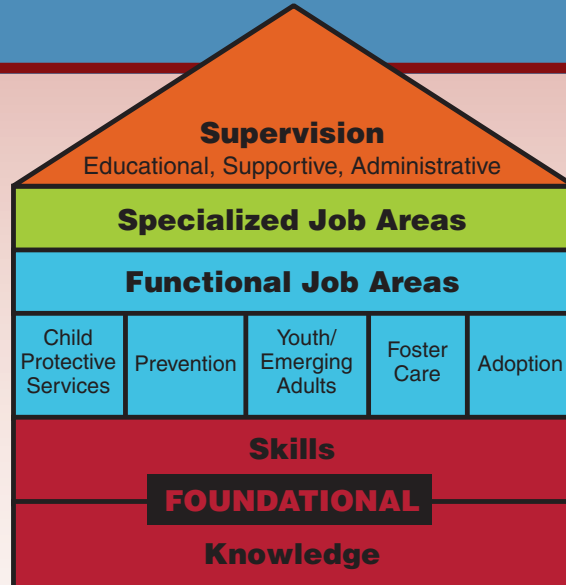 Supervision
Educational, Supportive, Administrative
Specialized Job Areas
Functional Job Areas
Child
Protective
Services
Prevention
Youth/
Emerging
Adults
Foster
Care
Adoption
Skills
FOUNDATIONAL
Knowledge